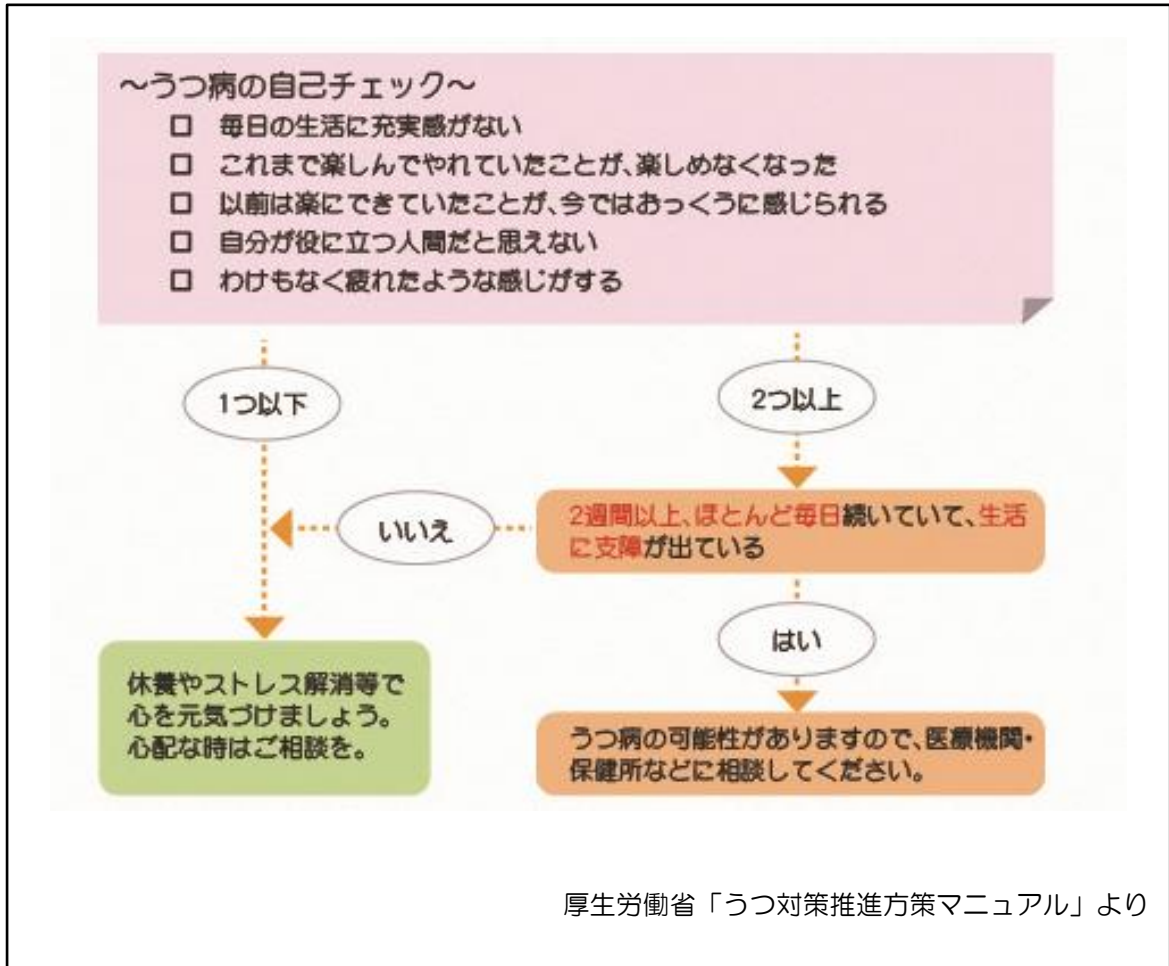 ～うつ病の自己チェック～
□ 毎日の生活に充実感がない
□ これまで楽しんでやれていたことが、楽しめなくなった
□ 以前は楽にできていたことが、今ではおっくうに感じられる
□ 自分が役に立つ人間だと思えない
□ わけもなく疲れたような感じがする
1つ以下
2つ以上
いいえ
2週間以上、ほとんど毎日続いていて、生活
に支障が出ている
はい
休養やストレス解消等で
心を元気づけましょう。
心配な時はご相談を。
うつ病の可能性がありますので、医療機関・
保健所などに相談してください。
厚生労働省「うつ対策推進方策マニュアル」より